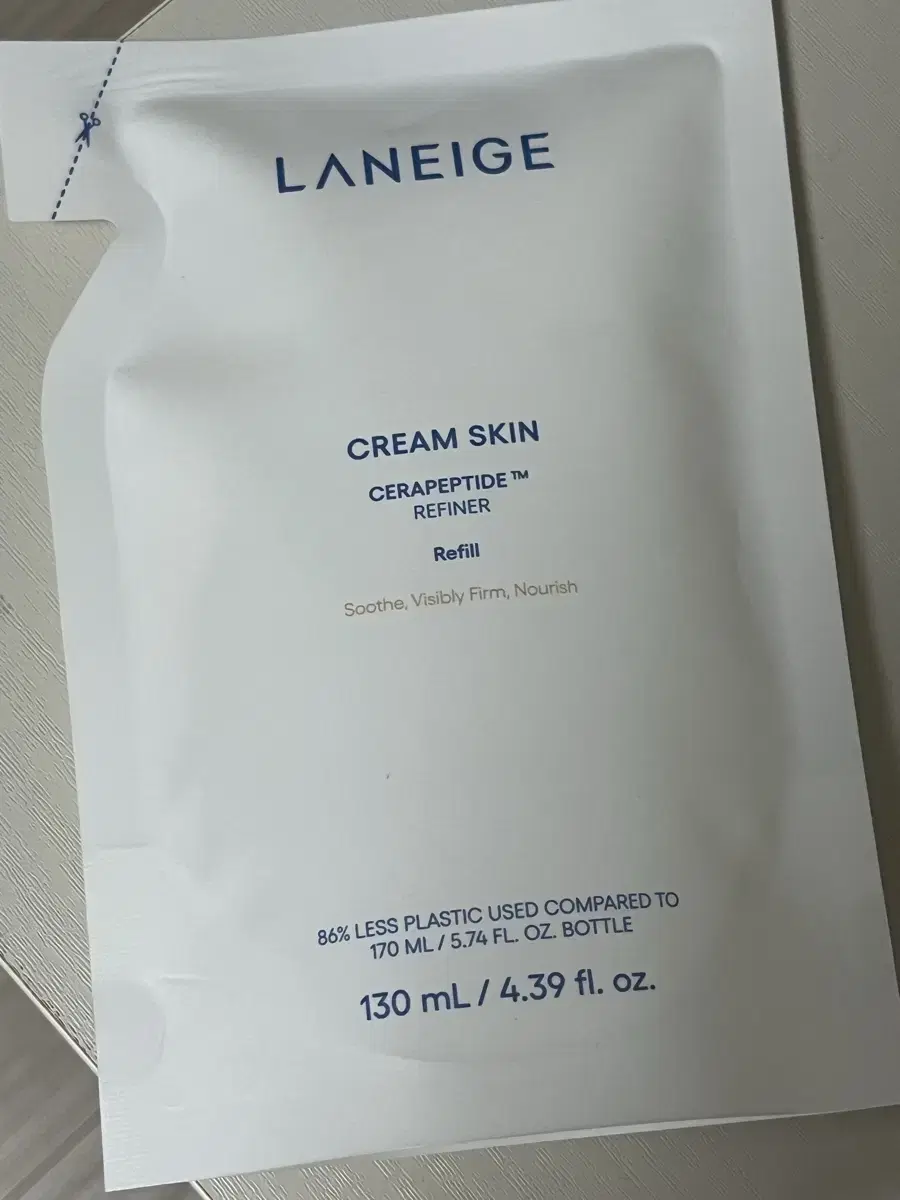 LANEIGE
CREAM SKIN
CERAPEPTIDE™
REFINER
Refill
Soothe, Visibly Firm, Nourish
86% LESS PLASTIC USED COMPARED TO
170 ML / 5.74 FL. OZ. BOTTLE
130 mL / 4.39 fl. oz.